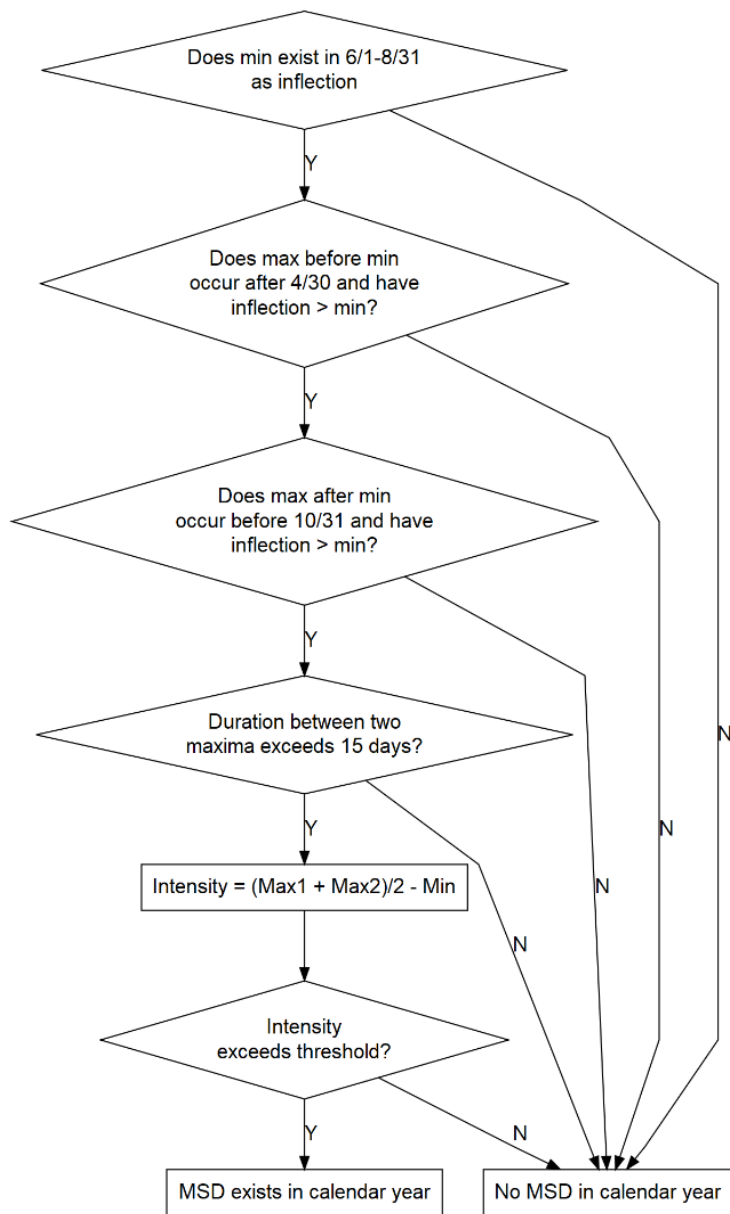 Does min exist in 6/1-8/31
as inflection
Y
Does max before min
occur after 4/30 and have
inflection > min?
Y
Does max after min
occur before 10/31 and have
inflection > min?
Y
Duration between two
maxima exceeds 15 days?
N
Y
N
Intensity = (Max1 + Max2)/2 - Min
N
N
Intensity
exceeds threshold?
Y
N
MSD exists in calendar year
No MSD in calendar year